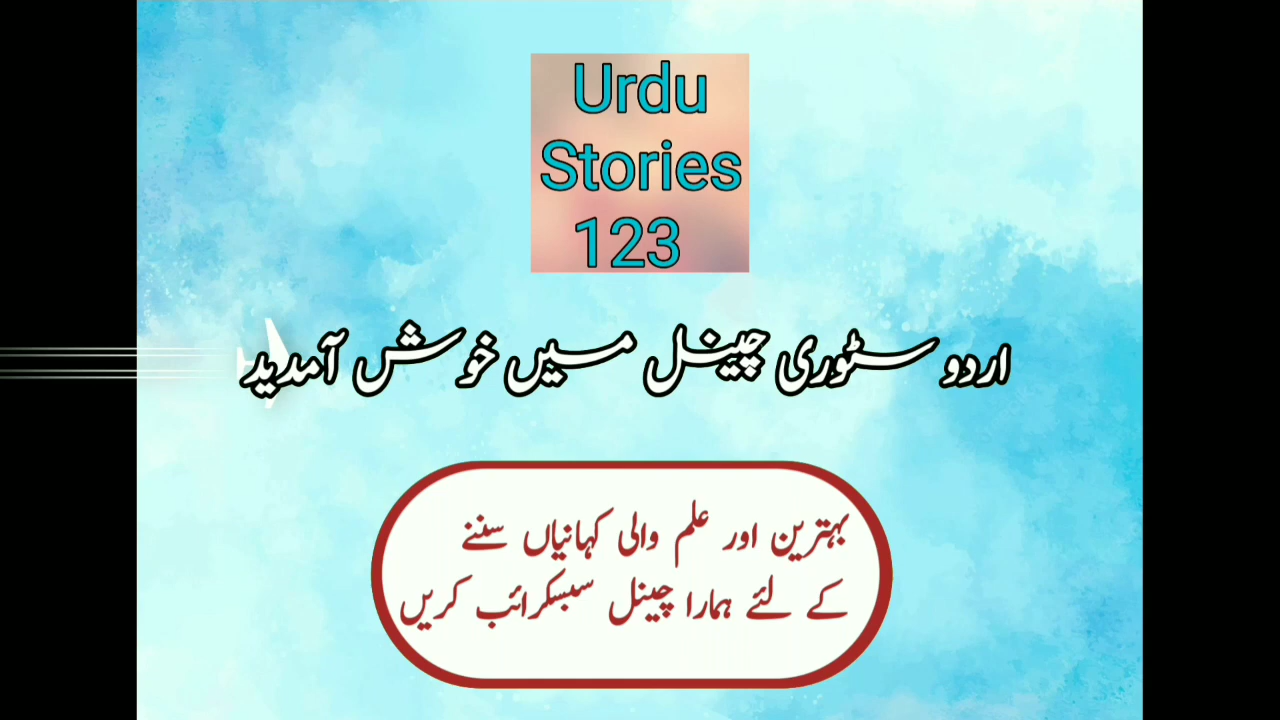 Urdu
Stories
123
اردو سٹوری چینل میں خوش آمدید
بہترین اور علم والی کہانیاں سننے
کے لئے ہمارا چینل سبسکرائب کریں